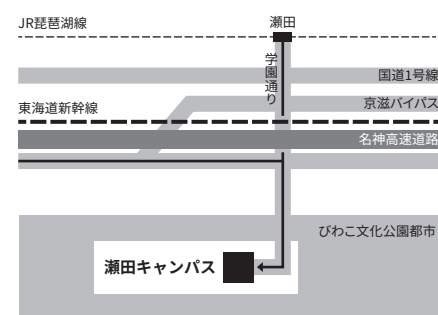 JR琵琶湖線
瀬田
学園通り
国道1号線
京滋バイパス
東海道新幹線
名神高速道路
びわこ文化公園都市
瀬田キャンパス